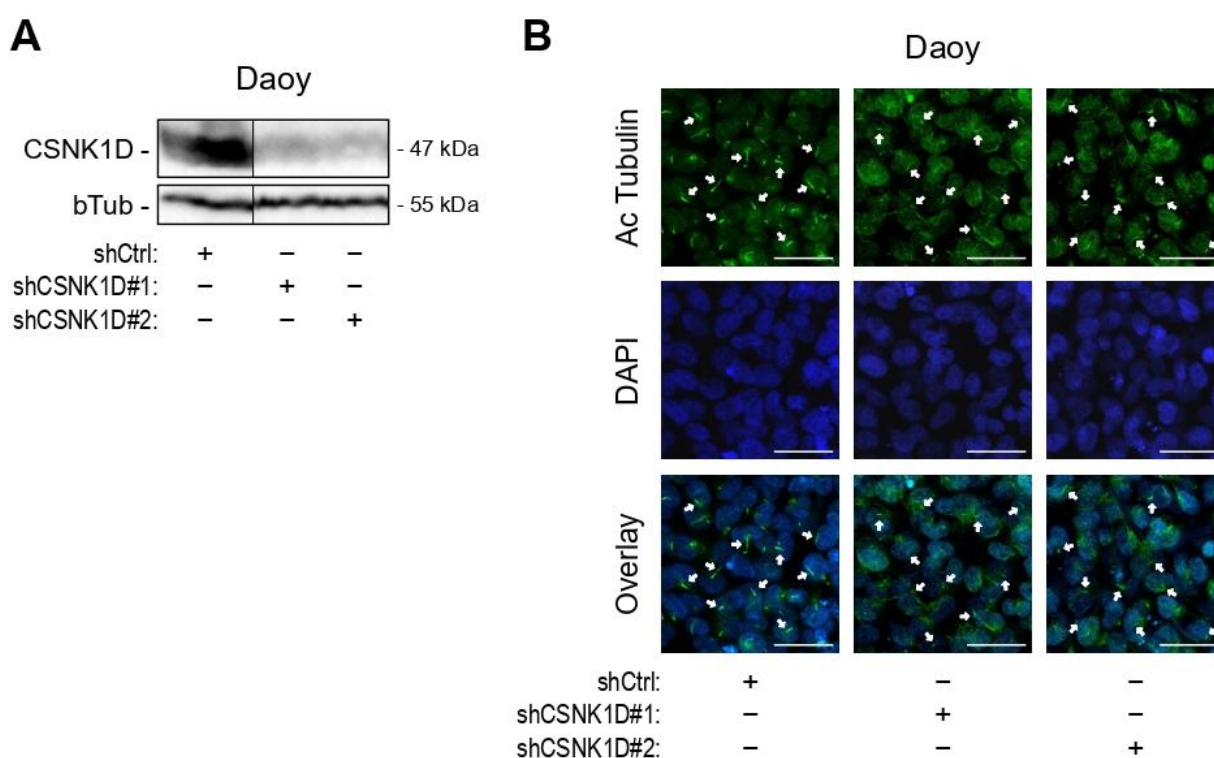 A
Daoy
CSNK1D -
- 47 kDa
bTub -
- 55 kDa
shCtrl: + − −
shCSNK1D#1: − + −
shCSNK1D#2: − − +
B
Daoy
Ac Tubulin
DAPI
Overlay
shCtrl: + − −
shCSNK1D#1: − + −
shCSNK1D#2: − − +